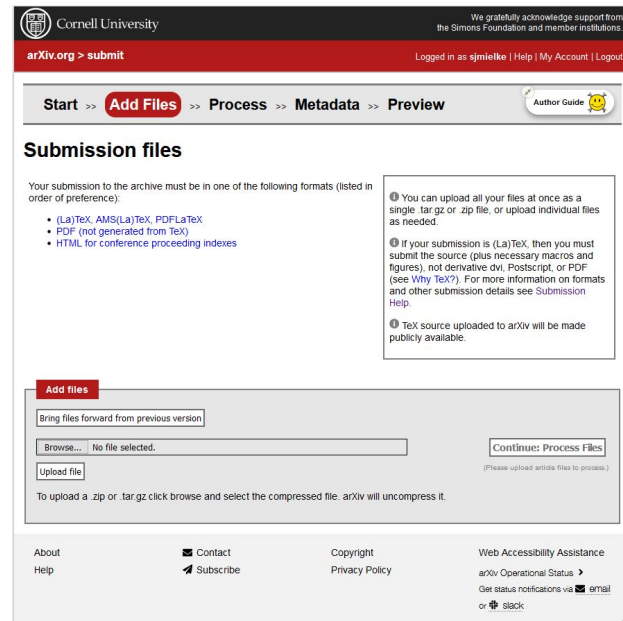 Cornell University
We gratefully acknowledge support from
the Simons Foundation and member institutions.
arXiv.org > submit
Logged in as sjmielke | Help | My Account | Logout
Start >> Add Files >> Process >> Metadata >> Preview
Author Guide
Submission files
Your submission to the archive must be in one of the following formats (listed in
order of preference):
• (La)TeX, AMS(La)TeX, PDFLaTeX
• PDF (not generated from TeX)
• HTML for conference proceeding indexes
You can upload all your files at once as a
single .tar.gz or .zip file, or upload individual files
as needed.
If your submission is (La)TeX, then you must
submit the source (plus necessary macros and
figures), not derivative dvi, Postscript, or PDF
(see Why TeX?). For more information on formats
and other submission details see Submission
Help.
TeX source uploaded to arXiv will be made
publicly available.
Add files
Bring files forward from previous version
Browse... No file selected.
Continue: Process Files
Upload file
(Please upload article files to process.)
To upload a .zip or .tar.gz click browse and select the compressed file. arXiv will uncompress it.
About
Help
Contact
Subscribe
Copyright
Privacy Policy
Web Accessibility Assistance
arXiv Operational Status >
Get status notifications via email
or slack